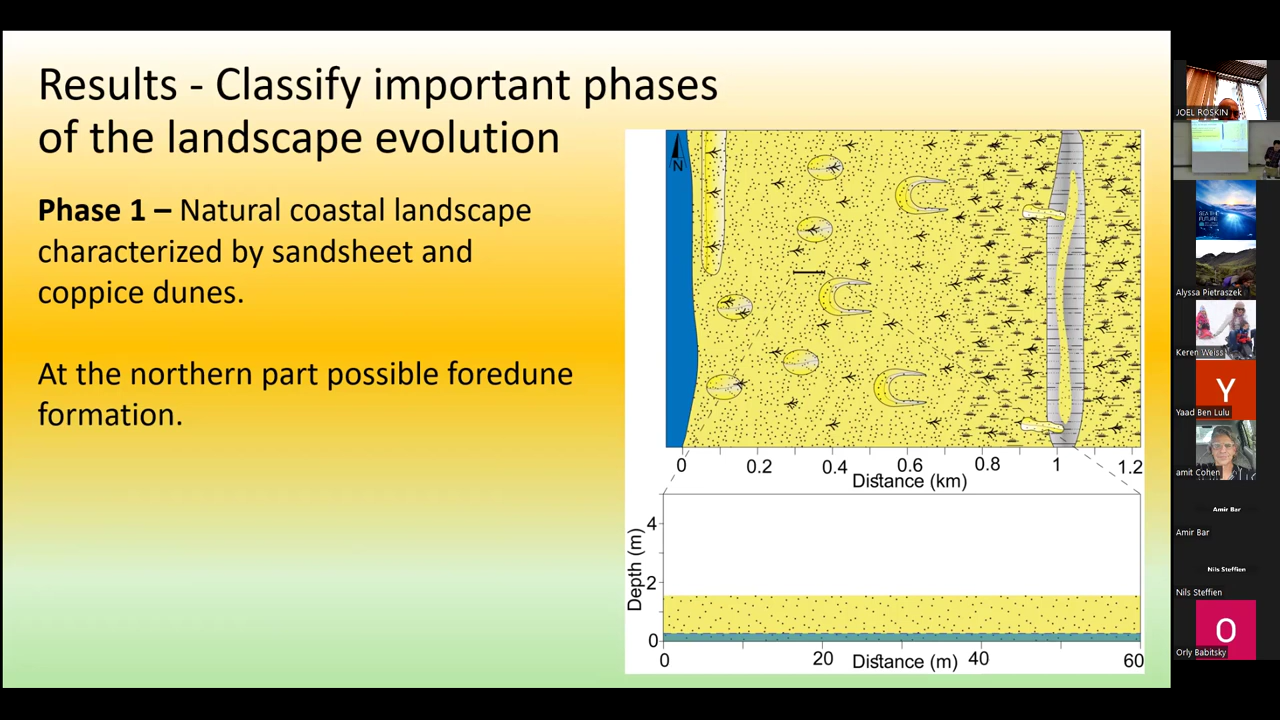 Results - Classify important phases
of the landscape evolution
Phase 1 – Natural coastal landscape
characterized by sandsheet and
coppice dunes.
At the northern part possible foredune
formation.
N
0 0.2 0.4 0.6 0.8 1 1.2
Distance (km)
Depth (m)
4
2
0
0 20 Distance (m) 40 60
JOEL ROSKIN
SEA THE
FUTURE
Alyssa Pietraszek
Keren Weiss
Y
Yaad Ben Lulu
amit Cohen
Amir Bar
Amir Bar
Nils Steffien
Nils Steffien
O
Orly Babitsky